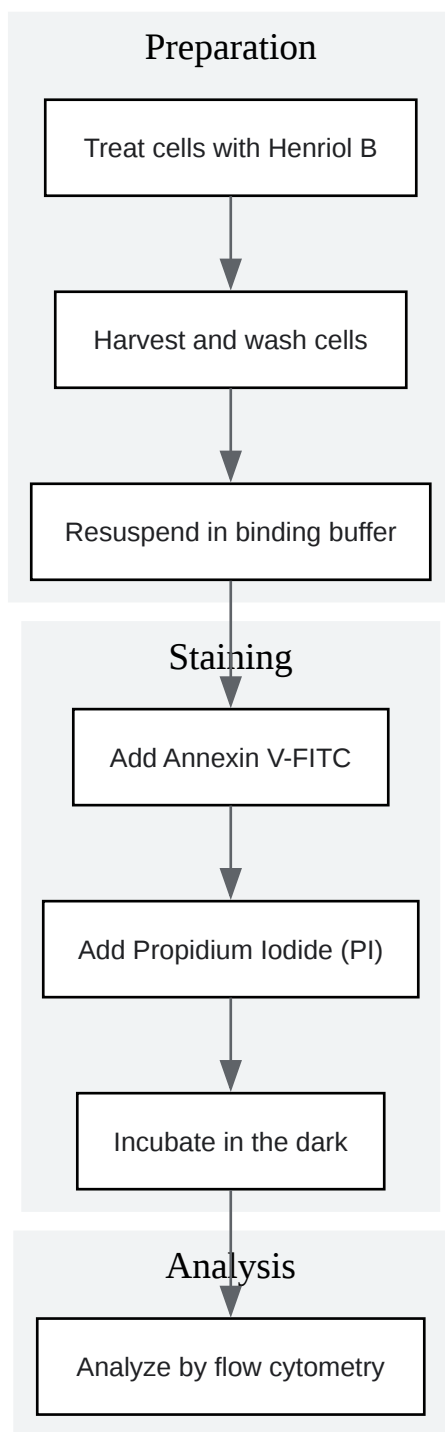 Preparation
Treat cells with Henriol B
Harvest and wash cells
Resuspend in binding buffer
Staining
Add Annexin V-FITC
Add Propidium Iodide (PI)
Incubate in the dark
Analysis
Analyze by flow cytometry